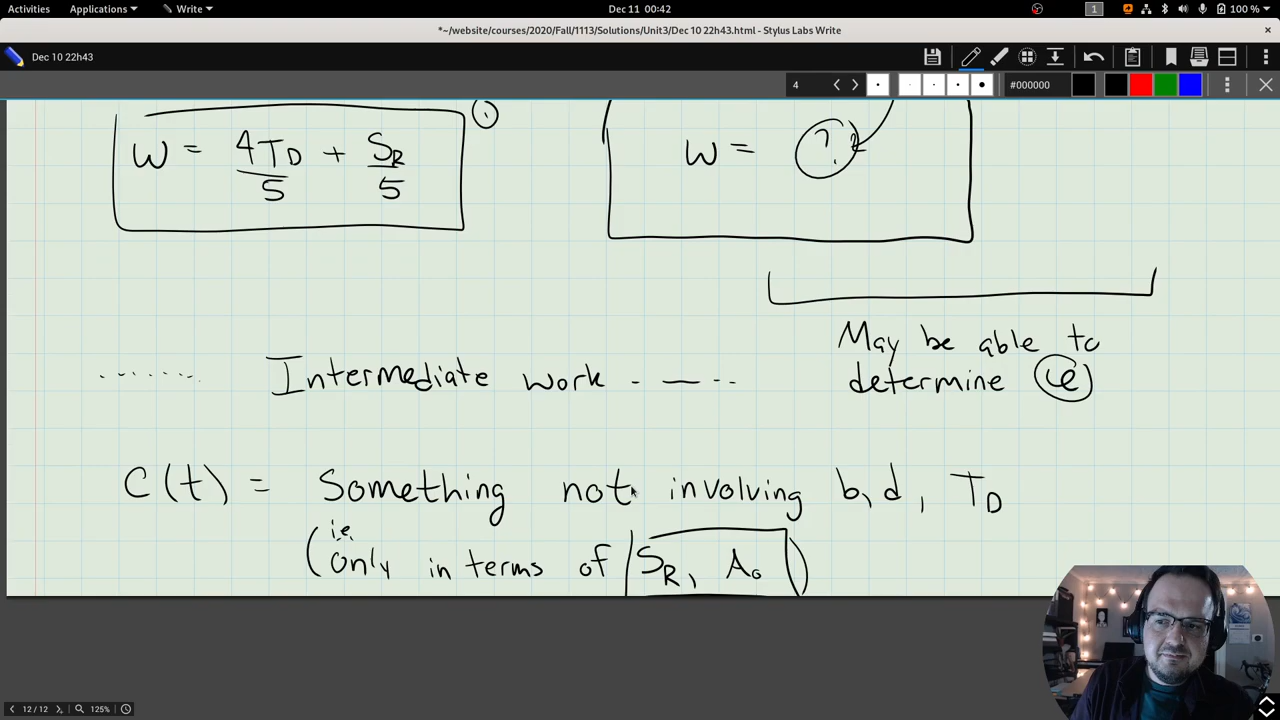 Activities Applications Write Dec 11 00:42 1 100 %
*~/website/courses/2020/Fall/1113/Solutions/Unit3/Dec 10 22h43.html - Stylus Labs Write
Dec 10 22h43
4 #000000
W = 4T_D/5 + S_R/5 ①
W = ??
May be able to
determine (e)
...... Intermediate work - — --
C(t) = Something not involving b, d, T_D
(i.e. only in terms of S_R, A_0)
12 / 12 125%